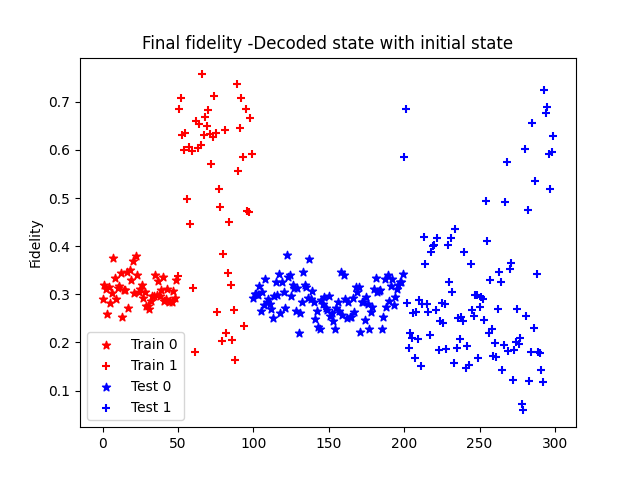 Final fidelity -Decoded state with initial state
Fidelity
0.7
0.6
0.5
0.4
0.3
0.2
0.1
Train 0
Train 1
Test 0
Test 1
0 50 100 150 200 250 300